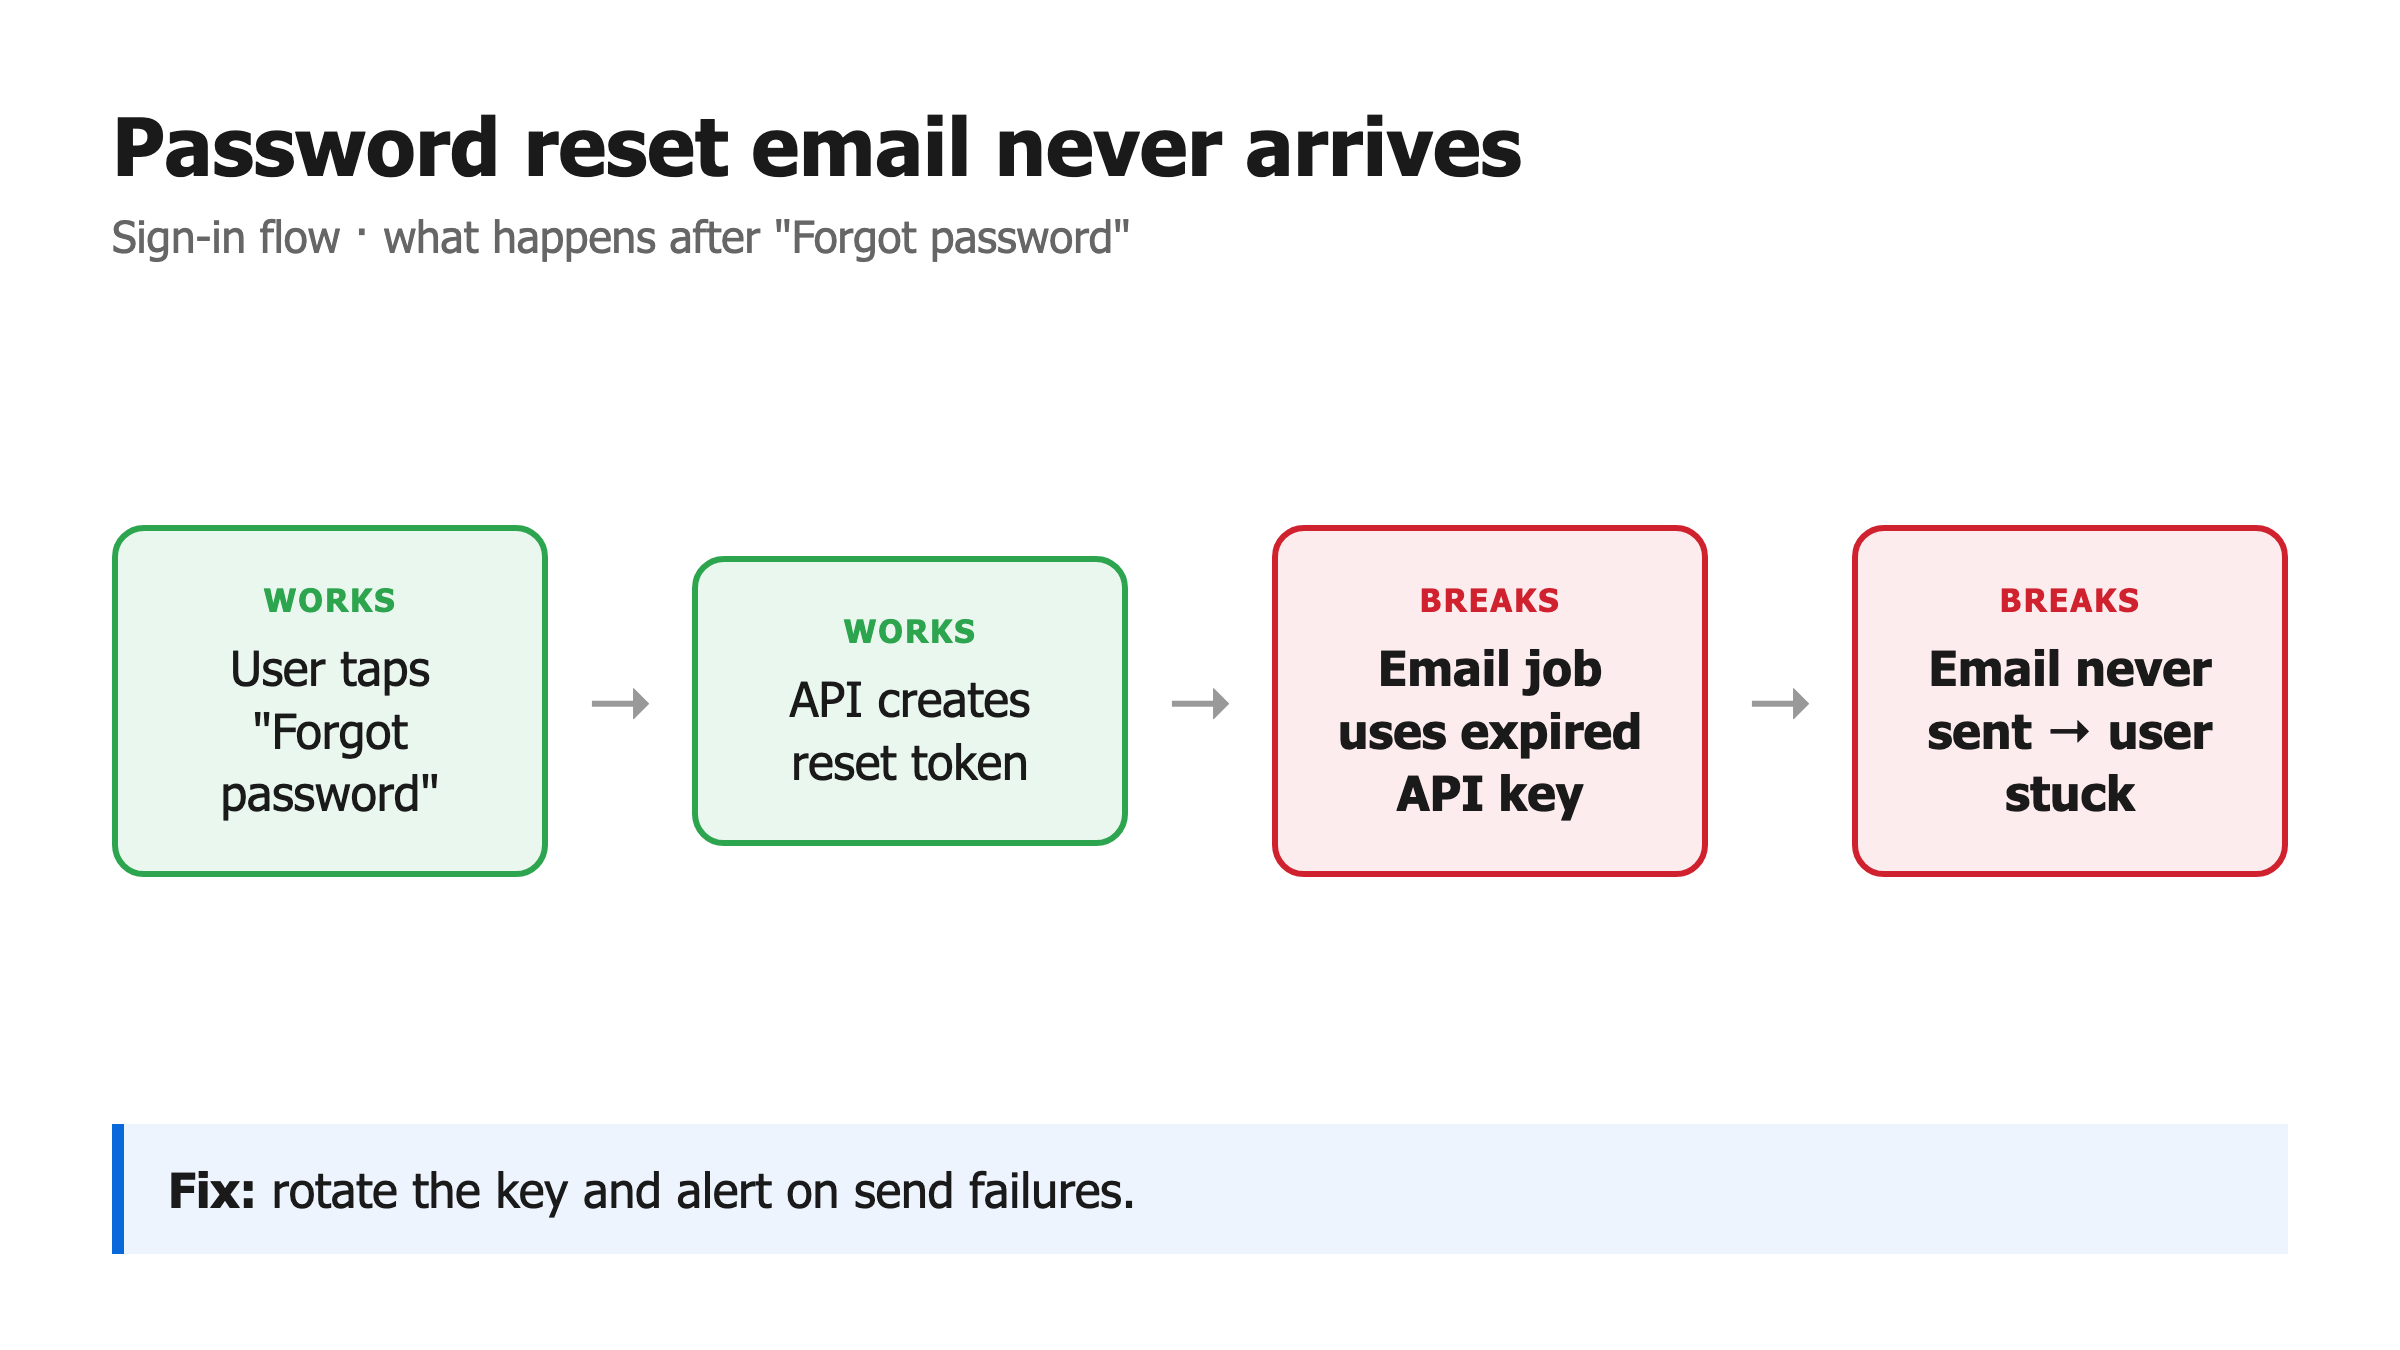 Password reset email never arrives
Sign-in flow · what happens after "Forgot password"
WORKS
User taps
"Forgot
password"
→
WORKS
API creates
reset token
→
BREAKS
Email job
uses expired
API key
→
BREAKS
Email never
sent → user
stuck
Fix: rotate the key and alert on send failures.